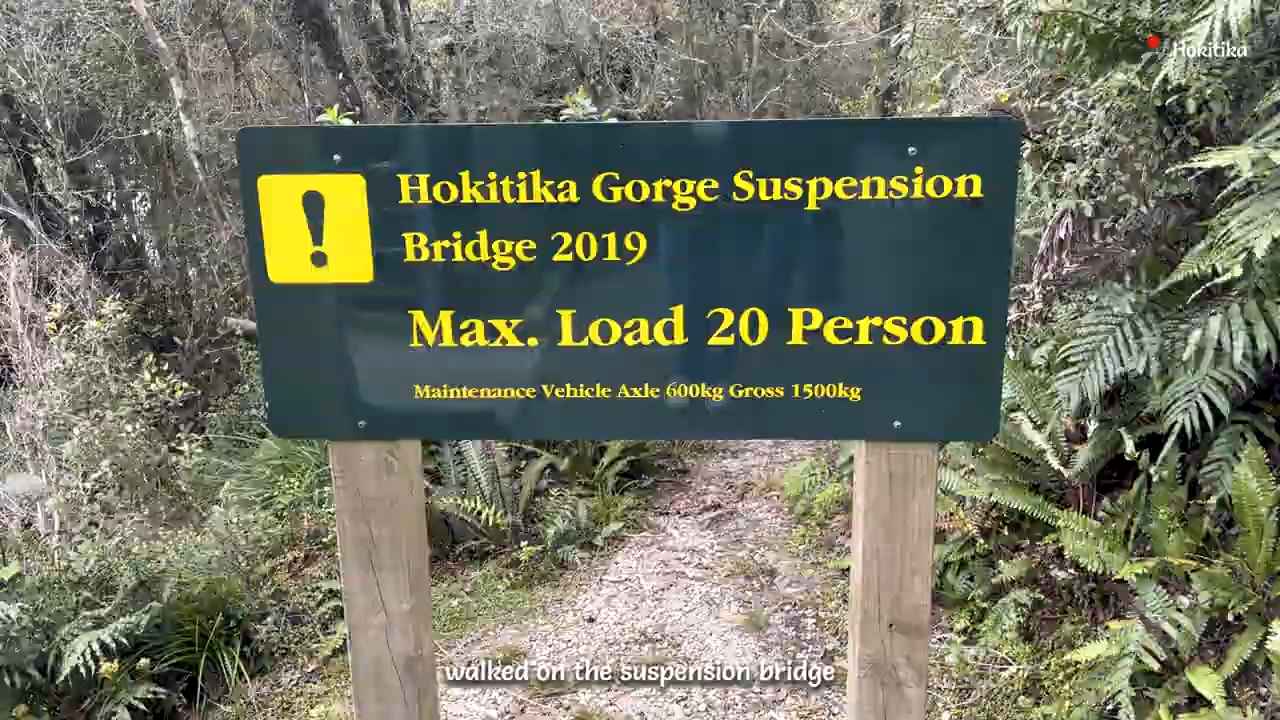 Hokitika
Hokitika Gorge Suspension
Bridge 2019
Max. Load 20 Person
Maintenance Vehicle Axle 600kg Gross 1500kg
walked on the suspension bridge